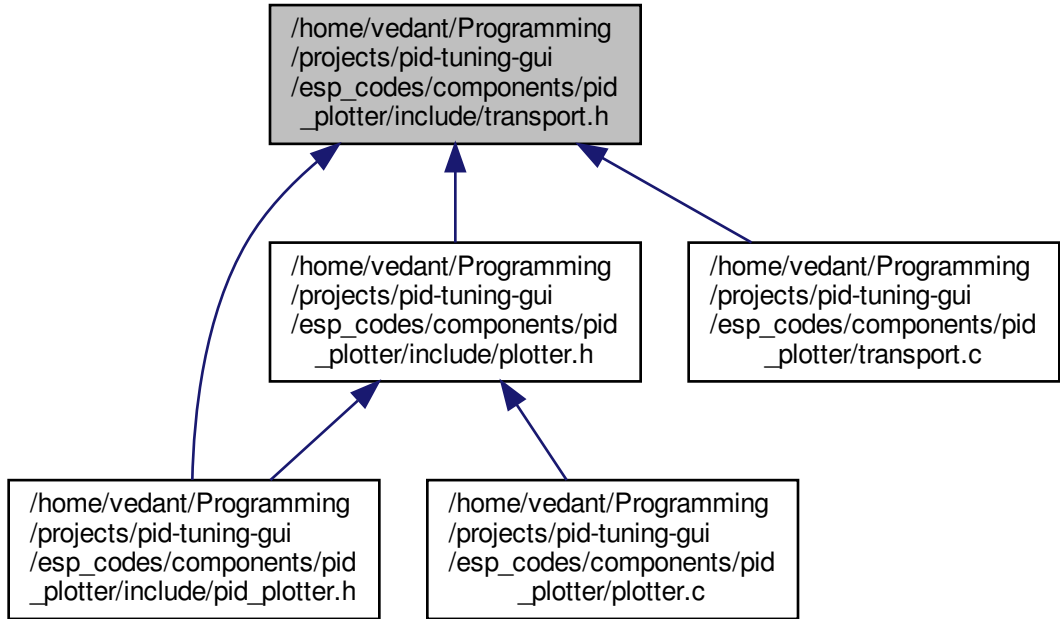 /home/vedant/Programming
/projects/pid-tuning-gui
/esp_codes/components/pid
_plotter/include/transport.h
/home/vedant/Programming
/projects/pid-tuning-gui
/esp_codes/components/pid
_plotter/include/plotter.h
/home/vedant/Programming
/projects/pid-tuning-gui
/esp_codes/components/pid
_plotter/transport.c
/home/vedant/Programming
/projects/pid-tuning-gui
/esp_codes/components/pid
_plotter/include/pid_plotter.h
/home/vedant/Programming
/projects/pid-tuning-gui
/esp_codes/components/pid
_plotter/plotter.c